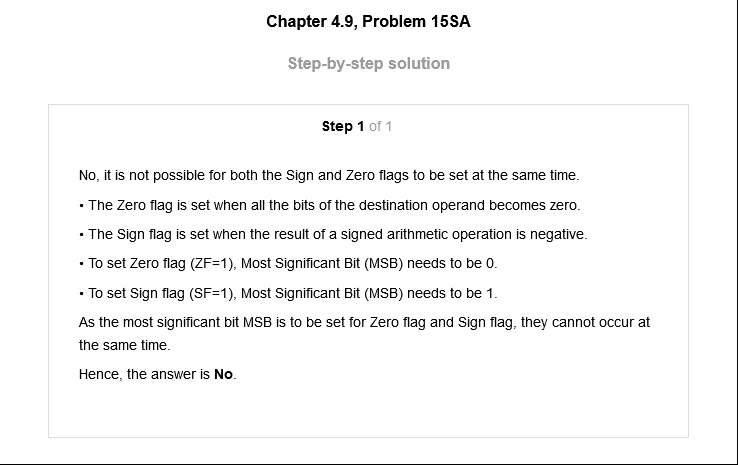 Chapter 4.9, Problem 15SA
Step-by-step solution
Step 1 of 1
No, it is not possible for both the Sign and Zero flags to be set at the same time.
• The Zero flag is set when all the bits of the destination operand becomes zero.
• The Sign flag is set when the result of a signed arithmetic operation is negative.
• To set Zero flag (ZF=1), Most Significant Bit (MSB) needs to be 0.
• To set Sign flag (SF=1), Most Significant Bit (MSB) needs to be 1.
As the most significant bit MSB is to be set for Zero flag and Sign flag, they cannot occur at
the same time.
Hence, the answer is No.